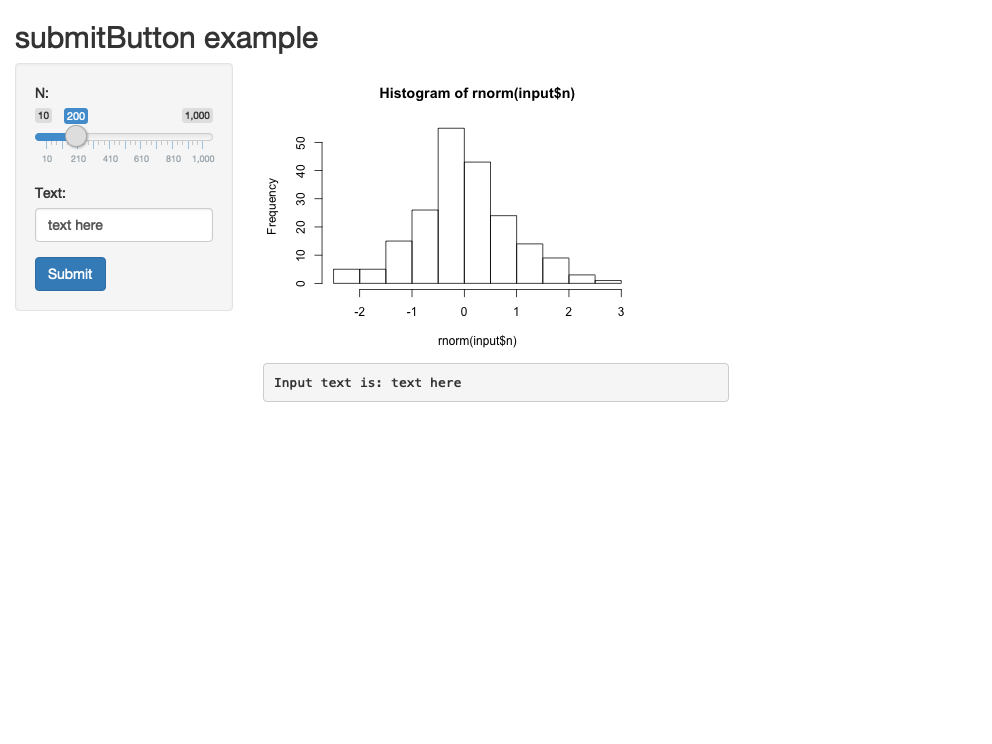 submitButton example
N:
10 200 1,000
10 210 410 610 810 1,000
Text:
text here
Submit
Histogram of rnorm(input$n)
Frequency
50
40
30
20
10
0
-2 -1 0 1 2 3
rnorm(input$n)
Input text is: text here